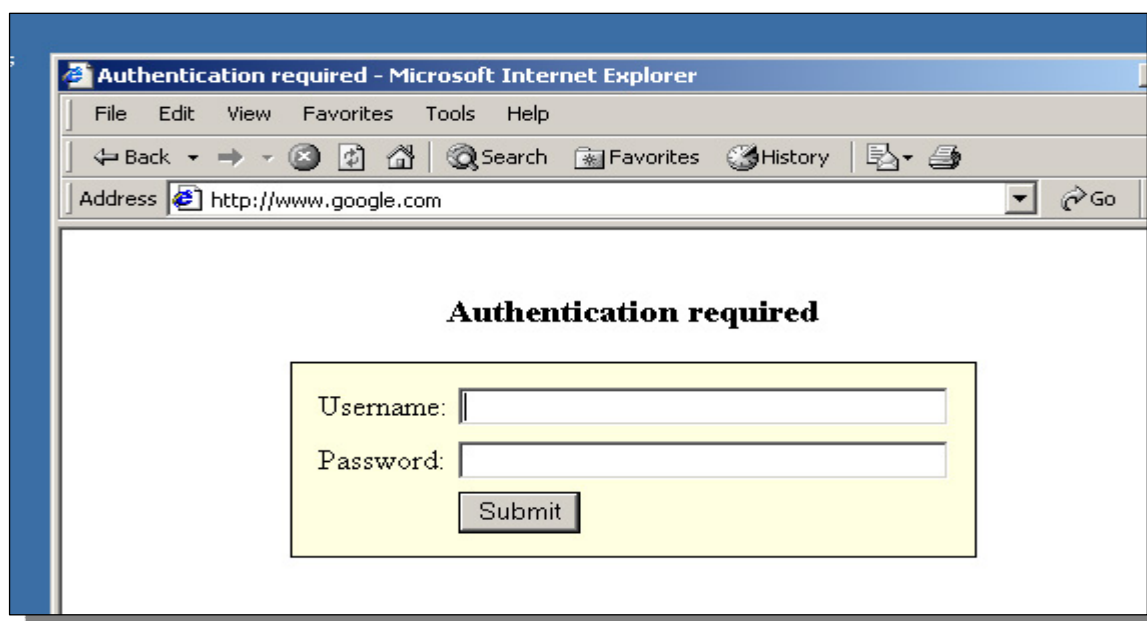 Authentication required - Microsoft Internet Explorer
File Edit View Favorites Tools Help
Back Search Favorites History
Address http://www.google.com Go
Authentication required
Username:
Password:
Submit